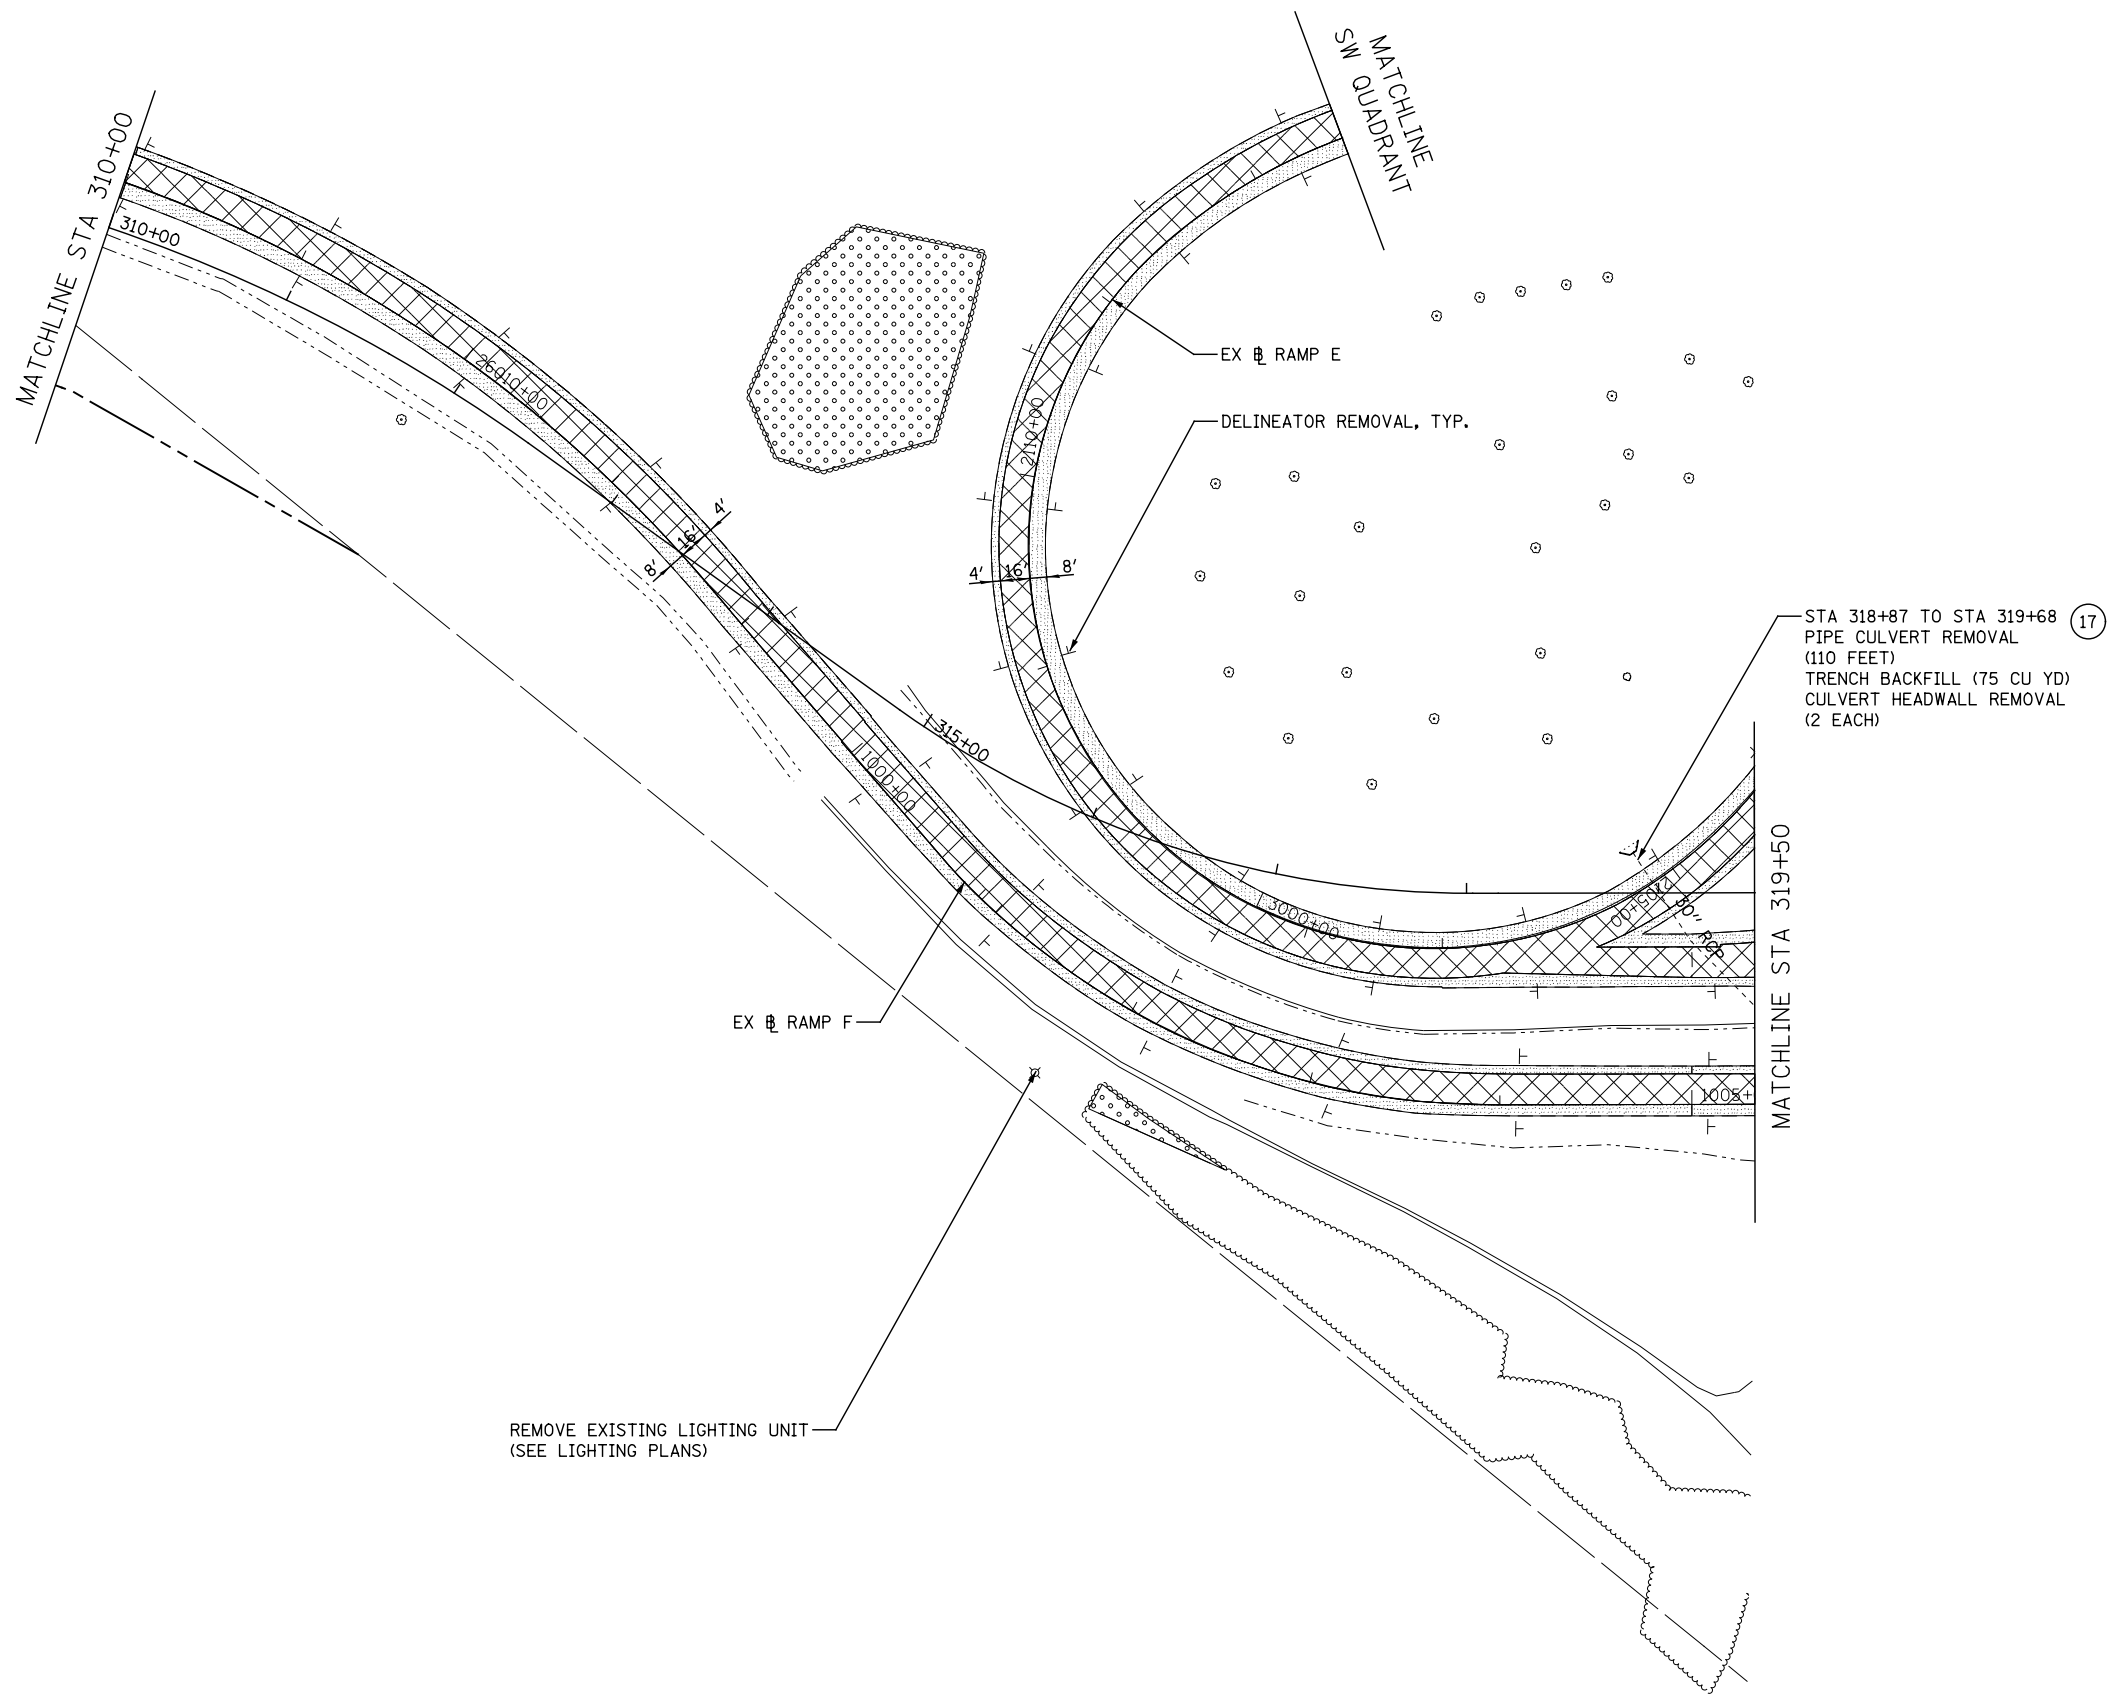 MATCHLINE
SW QUADRANT
MATCHLINE STA 310+00
310+00
EX ℄ RAMP E
26010+00
DELINEATOR REMOVAL, TYP.
2110+00
4'
16'
8'
4'
16'
8'
STA 318+87 TO STA 319+68
17
PIPE CULVERT REMOVAL
(110 FEET)
TRENCH BACKFILL (75 CU YD)
CULVERT HEADWALL REMOVAL
(2 EACH)
315+00
1000+00
3000+00
2105+00
30" RCP
MATCHLINE STA 319+50
EX ℄ RAMP F
1005+
REMOVE EXISTING LIGHTING UNIT
(SEE LIGHTING PLANS)